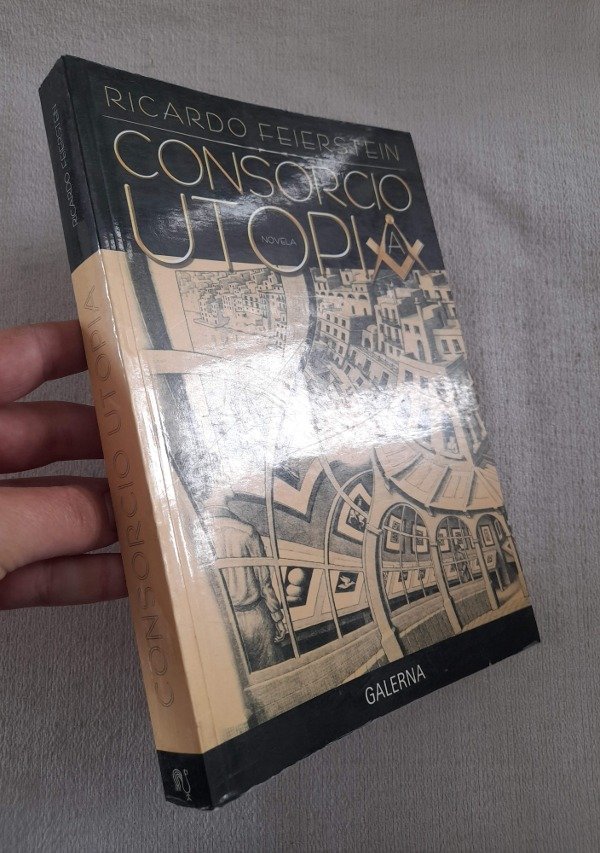 RICARDO FEIERSTEIN
CONSORCIO
UTOPIA
NOVELA
GALERNA
RICARDO FEIERSTEIN
CONSORCIO UTOPIA